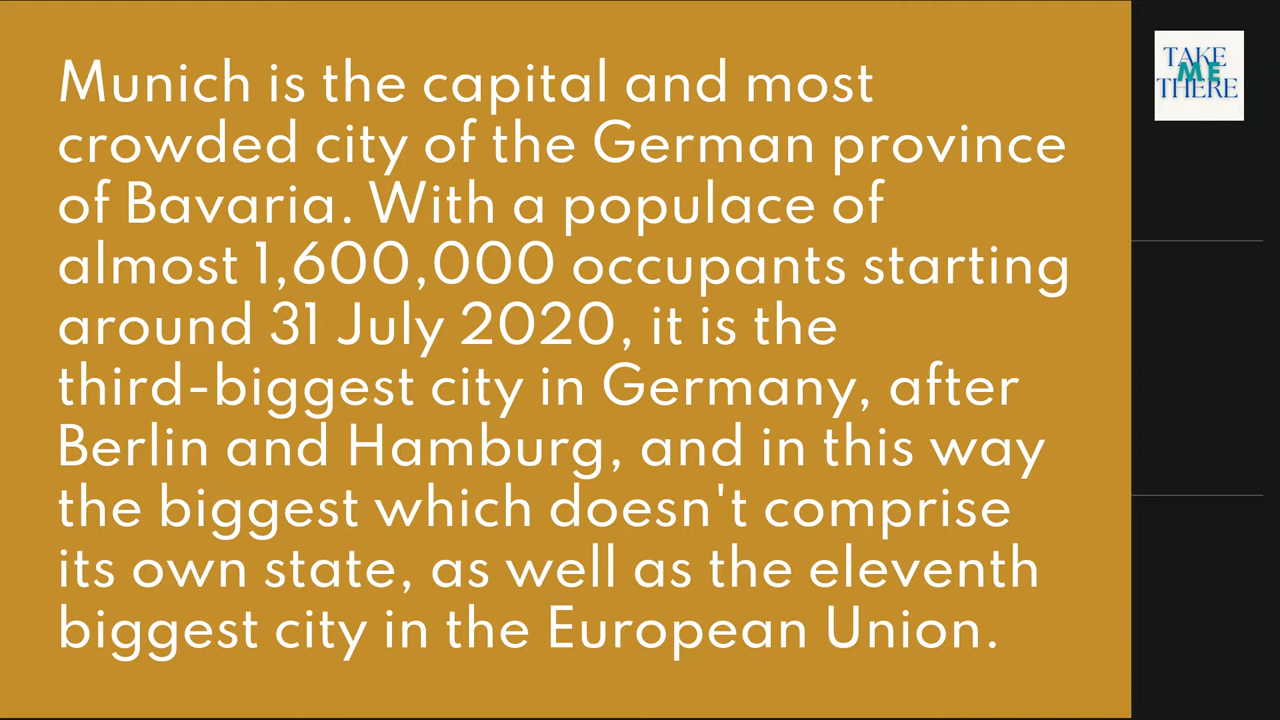 Munich is the capital and most
crowded city of the German province
of Bavaria. With a populace of
almost 1,600,000 occupants starting
around 31 July 2020, it is the
third-biggest city in Germany, after
Berlin and Hamburg, and in this way
the biggest which doesn't comprise
its own state, as well as the eleventh
biggest city in the European Union.
TAKE
ME
THERE